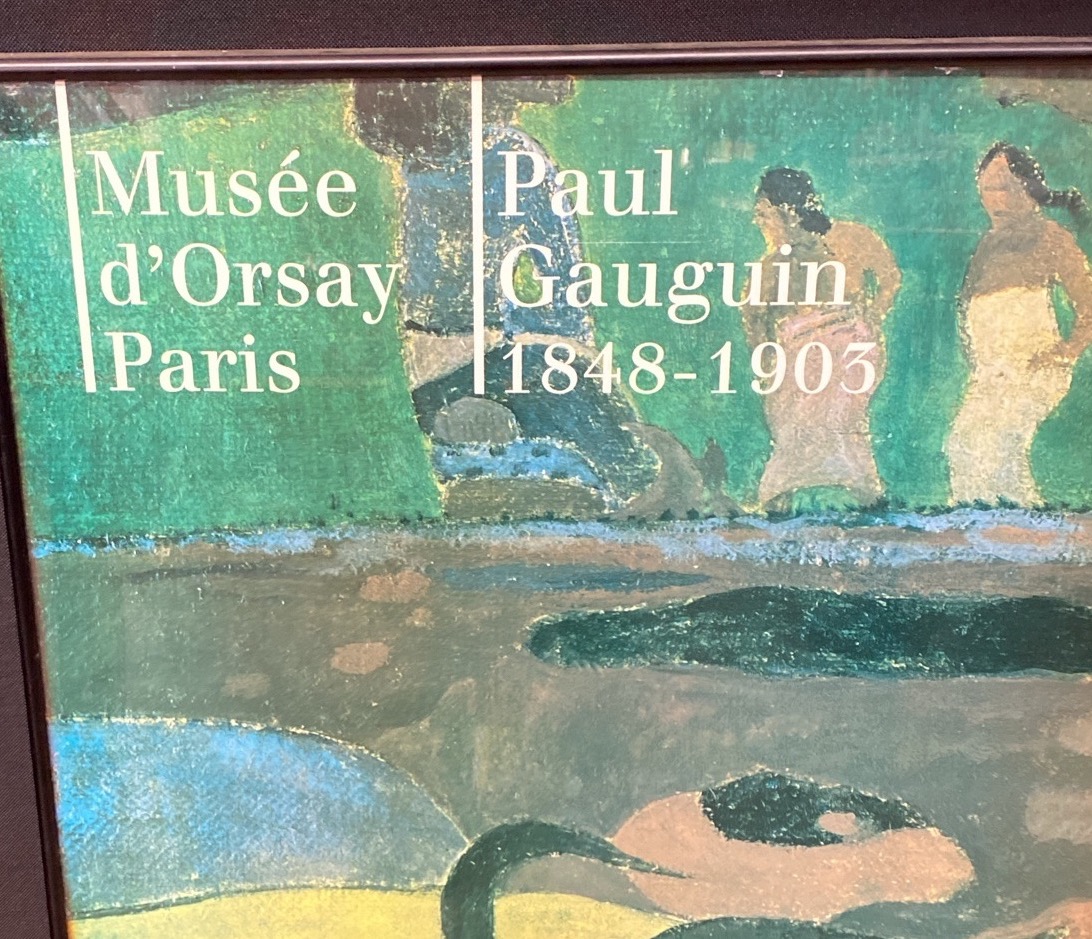 Musée
d'Orsay
Paris
Paul
Gauguin
1848-1903